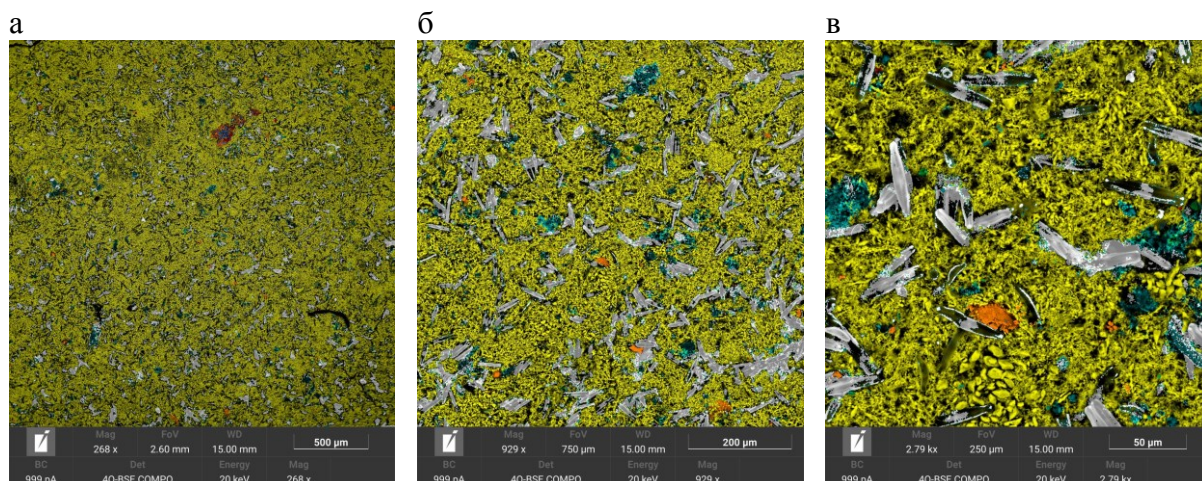 а б в
Mag FoV WD
268 x 2.60 mm 15.00 mm 500 µm
BC Det Energy Mag
999 pA 4Q-BSE COMPO 20 keV 268 x
Mag FoV WD
929 x 750 µm 15.00 mm 200 µm
BC Det Energy Mag
999 pA 4Q-BSE COMPO 20 keV 929 x
Mag FoV WD
2.79 kx 250 µm 15.00 mm 50 µm
BC Det Energy Mag
999 pA 4Q-BSE COMPO 20 keV 2.79 kx